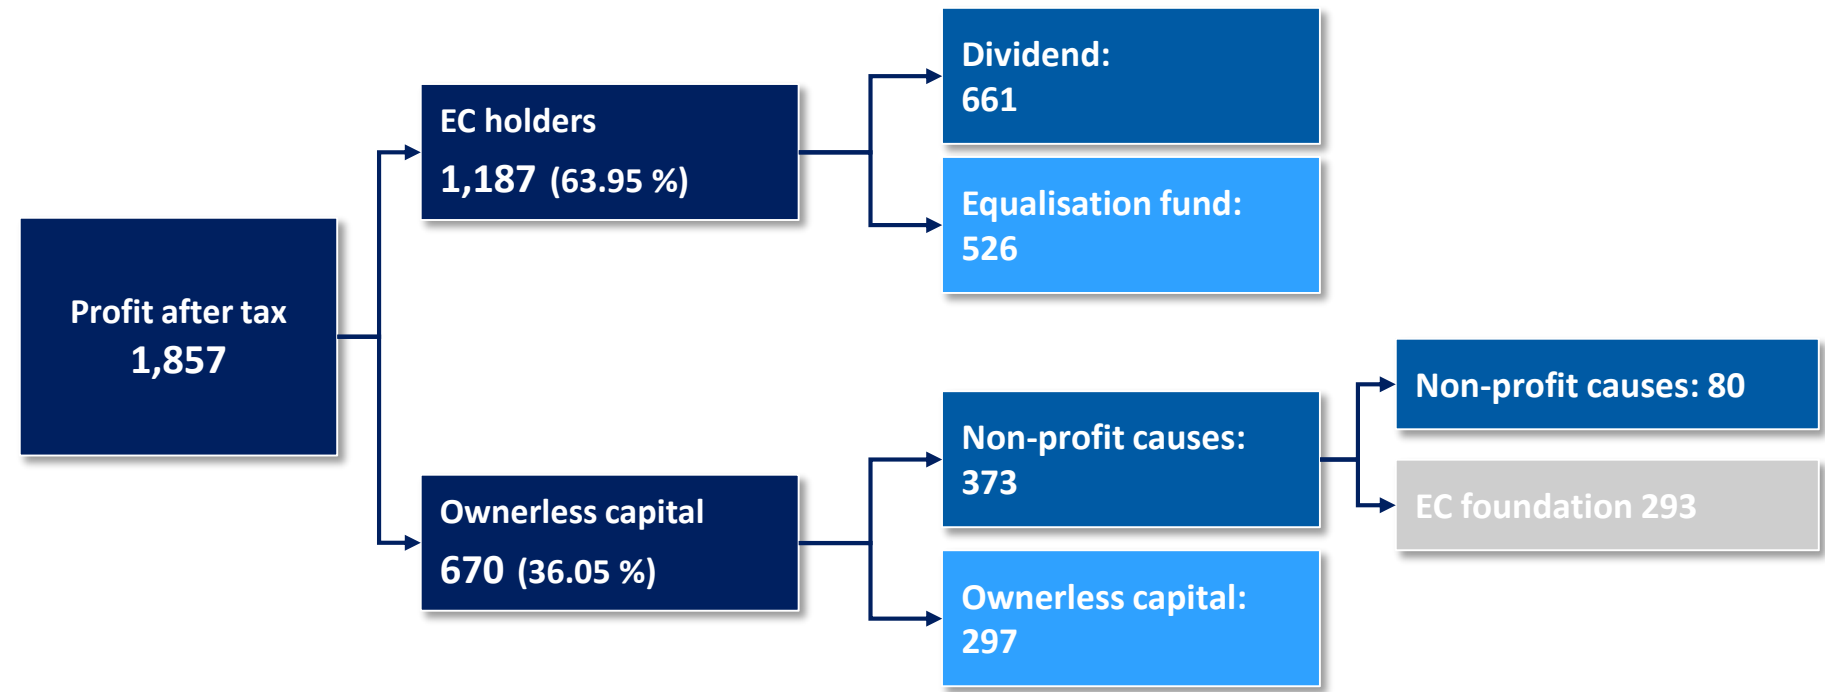 Profit after tax
1,857
EC holders
1,187 (63.95 %)
Ownerless capital
670 (36.05 %)
Dividend:
661
Equalisation fund:
526
Non-profit causes:
373
Ownerless capital:
297
Non-profit causes: 80
EC foundation 293